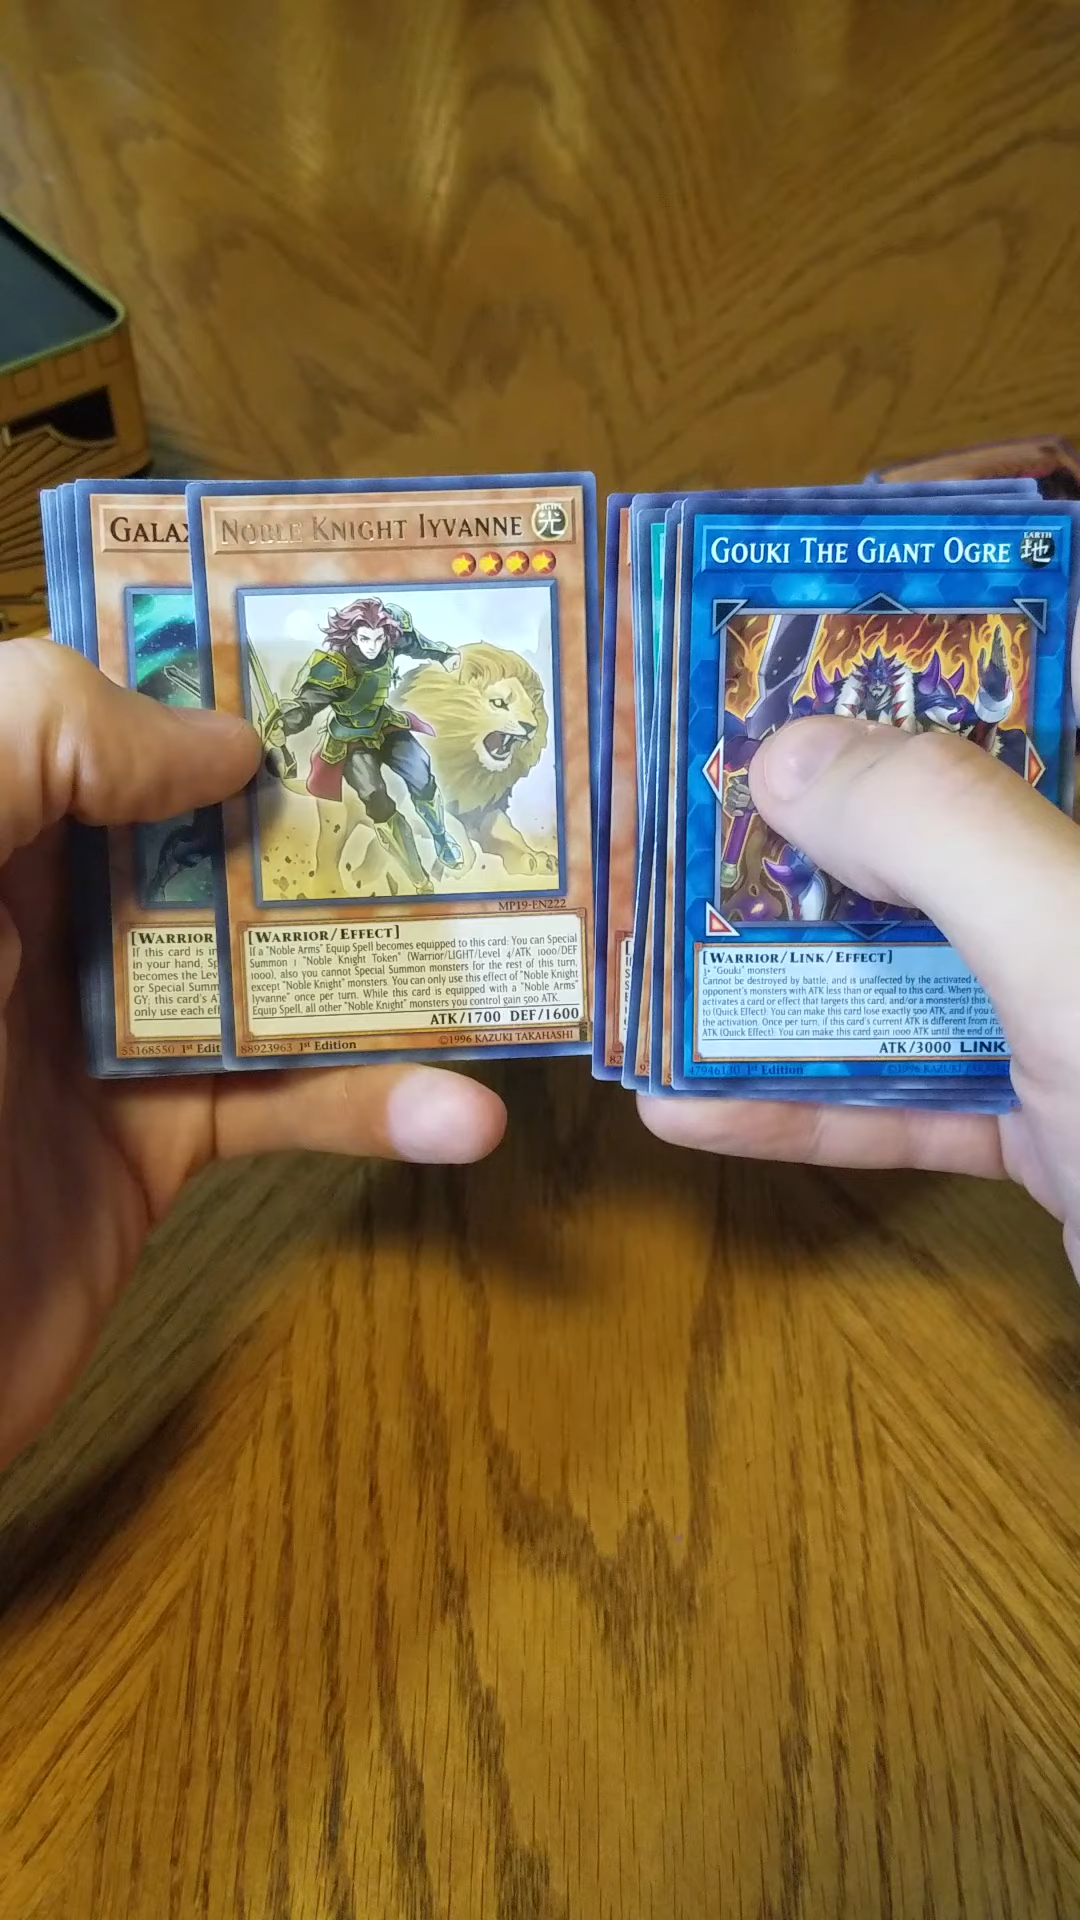 GALAX
[WARRIOR
If this card is in
in your hand, Sp
becomes the Lev
or Special Summ
GY; this card's AT
only use each eff
55168550 1st Edit
NOBLE KNIGHT IYVANNE
LIGHT
光
MP19-EN222
[WARRIOR/EFFECT]
If a "Noble Arms" Equip Spell becomes equipped to this card: You can Special
Summon 1 "Noble Knight Token" (Warrior/LIGHT/Level 4/ATK 1000/DEF
1000), also you cannot Special Summon monsters for the rest of this turn,
except "Noble Knight" monsters. You can only use this effect of "Noble Knight
Iyvanne" once per turn. While this card is equipped with a "Noble Arms"
Equip Spell, all other "Noble Knight" monsters you control gain 500 ATK.
ATK/1700 DEF/1600
88923963 1st Edition
©1996 KAZUKI TAKAHASHI
GOUKI THE GIANT OGRE
EARTH
地
[WARRIOR/LINK/EFFECT]
3+ "Gouki" monsters
Cannot be destroyed by battle, and is unaffected by the activated e
opponent's monsters with ATK less than or equal to this card. When yo
activates a card or effect that targets this card, and/or a monster(s) this c
to (Quick Effect): You can make this card lose exactly 500 ATK, and if you d
the activation. Once per turn, if this card's current ATK is different from its
ATK (Quick Effect): You can make this card gain 1000 ATK until the end of th
ATK/3000 LINK
47946130 1st Edition
©1996 KAZUKI TAKAHAS